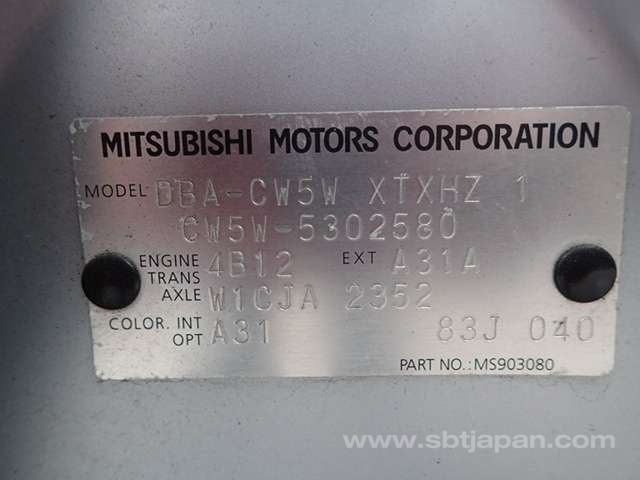 MITSUBISHI MOTORS CORPORATION
MODEL DBA-CW5W XTXHZ 1
CW5W-5302580
ENGINE 4B12 EXT A31A
TRANS
AXLE W1CJA 2352
COLOR. INT A31 83J 040
OPT
PART NO.: MS903080
www.sbtjapan.com